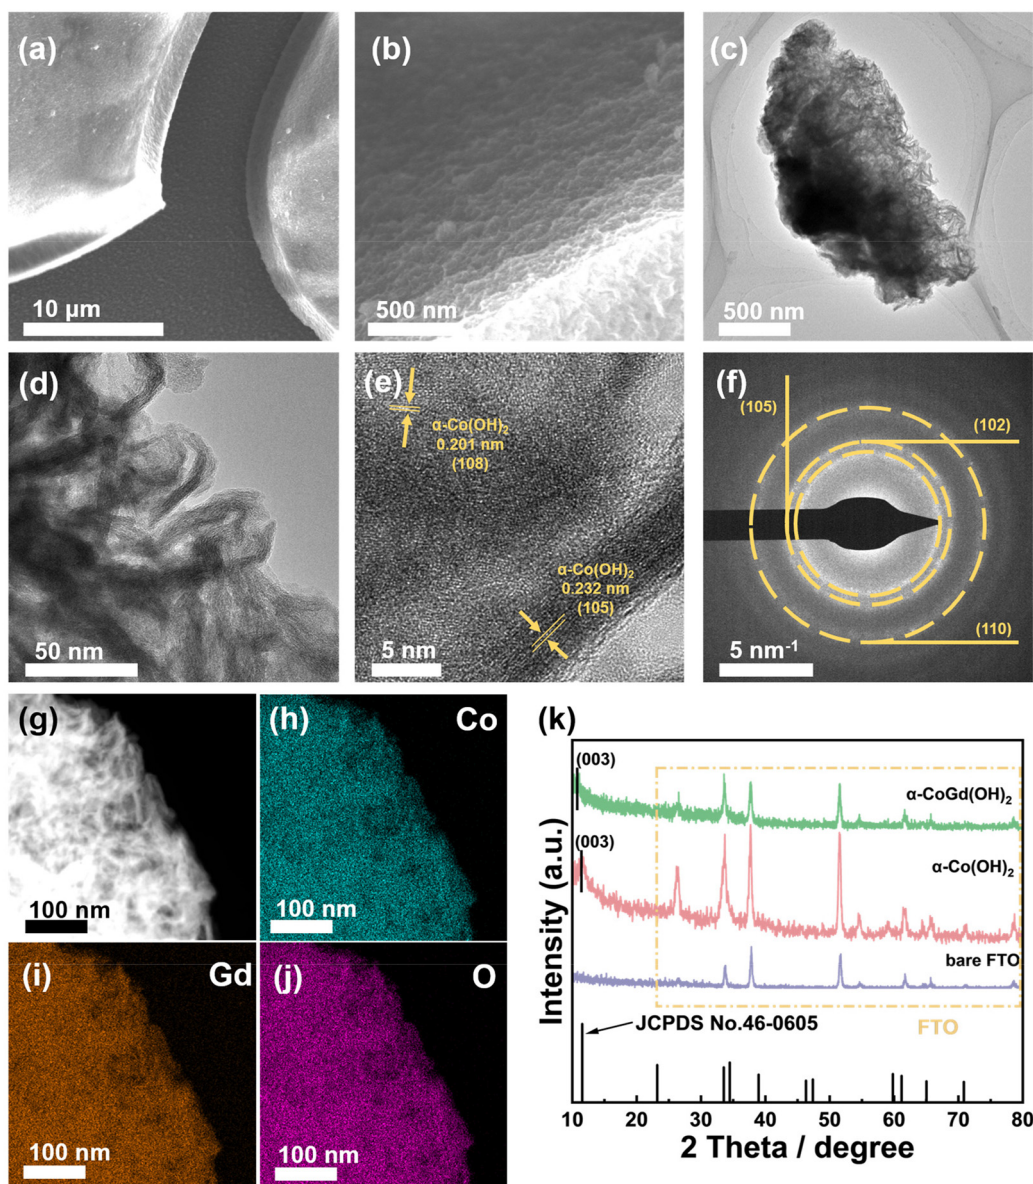 (a)
10 μm
(b)
500 nm
(c)
500 nm
(d)
50 nm
(e)
α-Co(OH)₂
0.201 nm
(108)
α-Co(OH)₂
0.232 nm
(105)
5 nm
(f)
(105)
(102)
(110)
5 nm⁻¹
(g)
100 nm
(h)
Co
100 nm
(i)
Gd
100 nm
(j)
O
100 nm
(k)
(003)
α-CoGd(OH)₂
(003)
α-Co(OH)₂
bare FTO
FTO
JCPDS No.46-0605
Intensity (a.u.)
10 20 30 40 50 60 70 80
2 Theta / degree